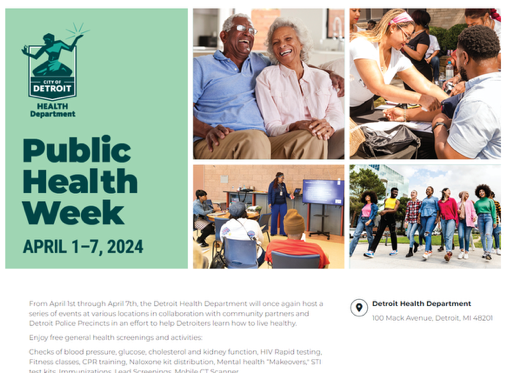 CITY OF
DETROIT
HEALTH
Department
Public
Health
Week
APRIL 1–7, 2024
From April 1st through April 7th, the Detroit Health Department will once again host a
series of events at various locations in collaboration with community partners and
Detroit Police Precincts in an effort to help Detroiters learn how to live healthy.
Enjoy free general health screenings and activities:
Checks of blood pressure, glucose, cholesterol and kidney function, HIV Rapid testing,
Fitness classes, CPR training, Naloxone kit distribution, Mental health "Makeovers," STI
test kits, Immunizations, Lead Screenings, Mobile CT Scanner
Detroit Health Department
100 Mack Avenue, Detroit, MI 48201